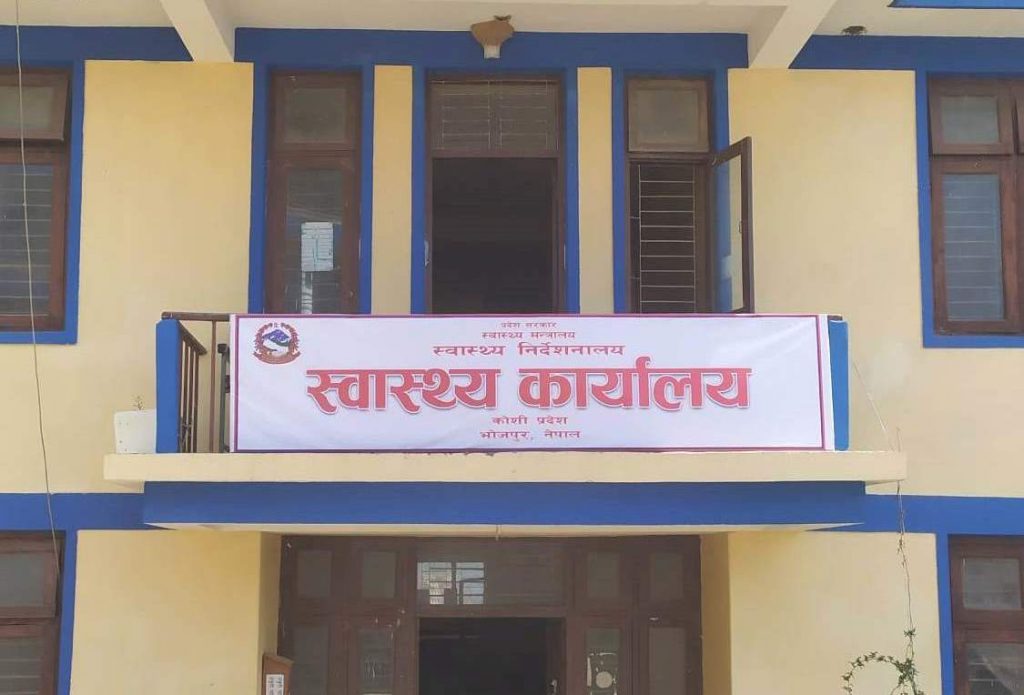 प्रदेश सरकार
स्वास्थ्य मन्त्रालय
स्वास्थ्य निर्देशनालय
स्वास्थ्य कार्यालय
कोशी प्रदेश
भोजपुर, नेपाल